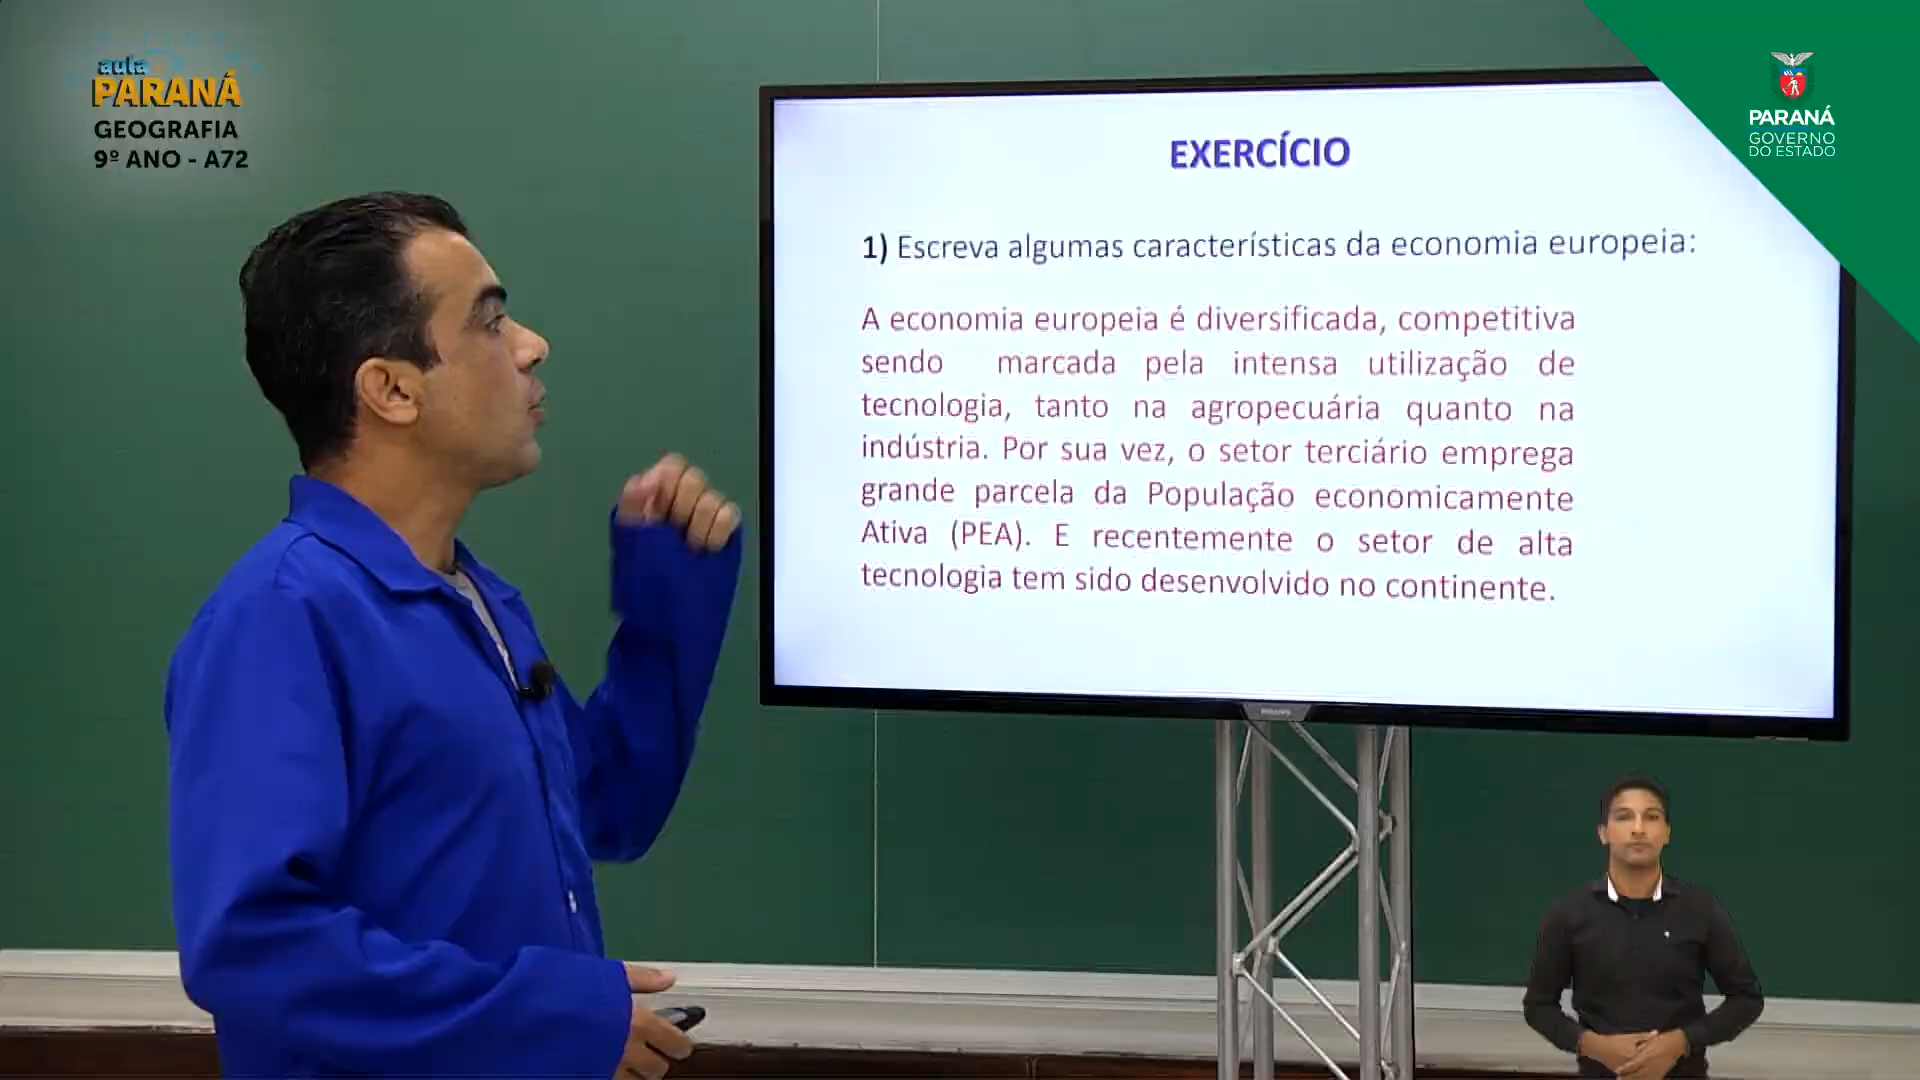 aula
PARANÁ
GEOGRAFIA
9º ANO - A72
PARANÁ
GOVERNO
DO ESTADO
EXERCÍCIO
1) Escreva algumas características da economia europeia:
A economia europeia é diversificada, competitiva
sendo marcada pela intensa utilização de
tecnologia, tanto na agropecuária quanto na
indústria. Por sua vez, o setor terciário emprega
grande parcela da População economicamente
Ativa (PEA). E recentemente o setor de alta
tecnologia tem sido desenvolvido no continente.